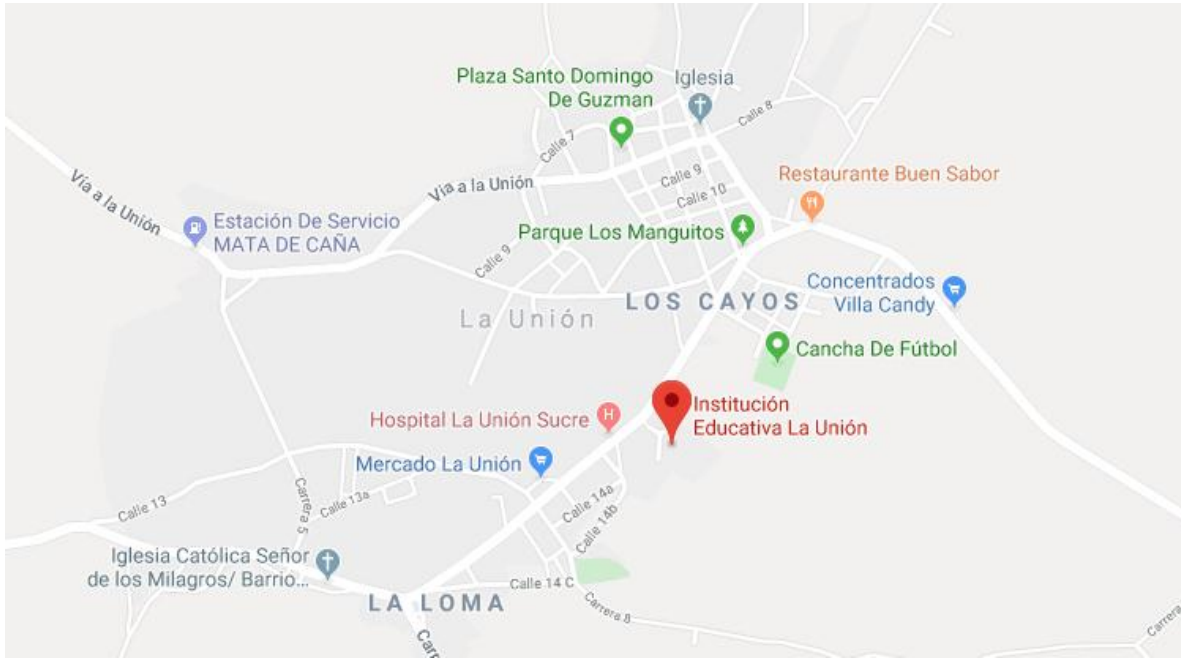 Plaza Santo Domingo
De Guzman
Iglesia
Calle 8
Calle 7
Vía a la Unión
Calle 9
Calle 10
Restaurante Buen Sabor
Vía a la Unión
Estación De Servicio
MATA DE CAÑA
Parque Los Manguitos
Calle 9
LOS CAYOS
Concentrados
Villa Candy
La Unión
Cancha De Fútbol
Institución
Educativa La Unión
Hospital La Unión Sucre
H
Mercado La Unión
Calle 13
Carrera 5
Calle 13a
Calle 14a
Calle 14b
Iglesia Católica Señor
de los Milagros/ Barrio...
Calle 14 C
LA LOMA
Carrera 8
Carr
Carrer